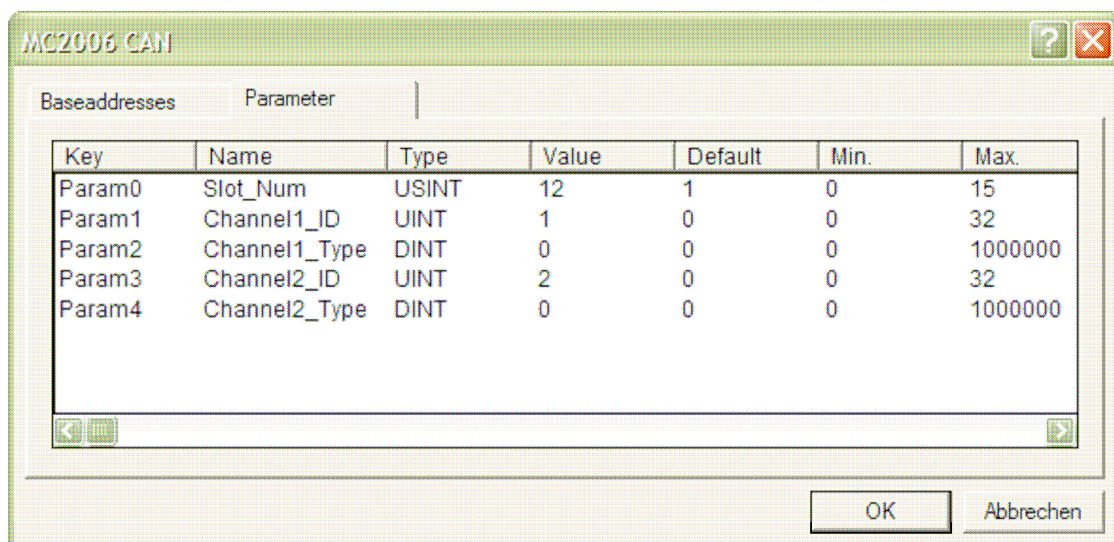 MC2006 CAN
Baseaddresses Parameter
Key Name Type Value Default Min. Max.
Param0 Slot_Num USINT 12 1 0 15
Param1 Channel1_ID UINT 1 0 0 32
Param2 Channel1_Type DINT 0 0 0 1000000
Param3 Channel2_ID UINT 2 0 0 32
Param4 Channel2_Type DINT 0 0 0 1000000
OK Abbrechen